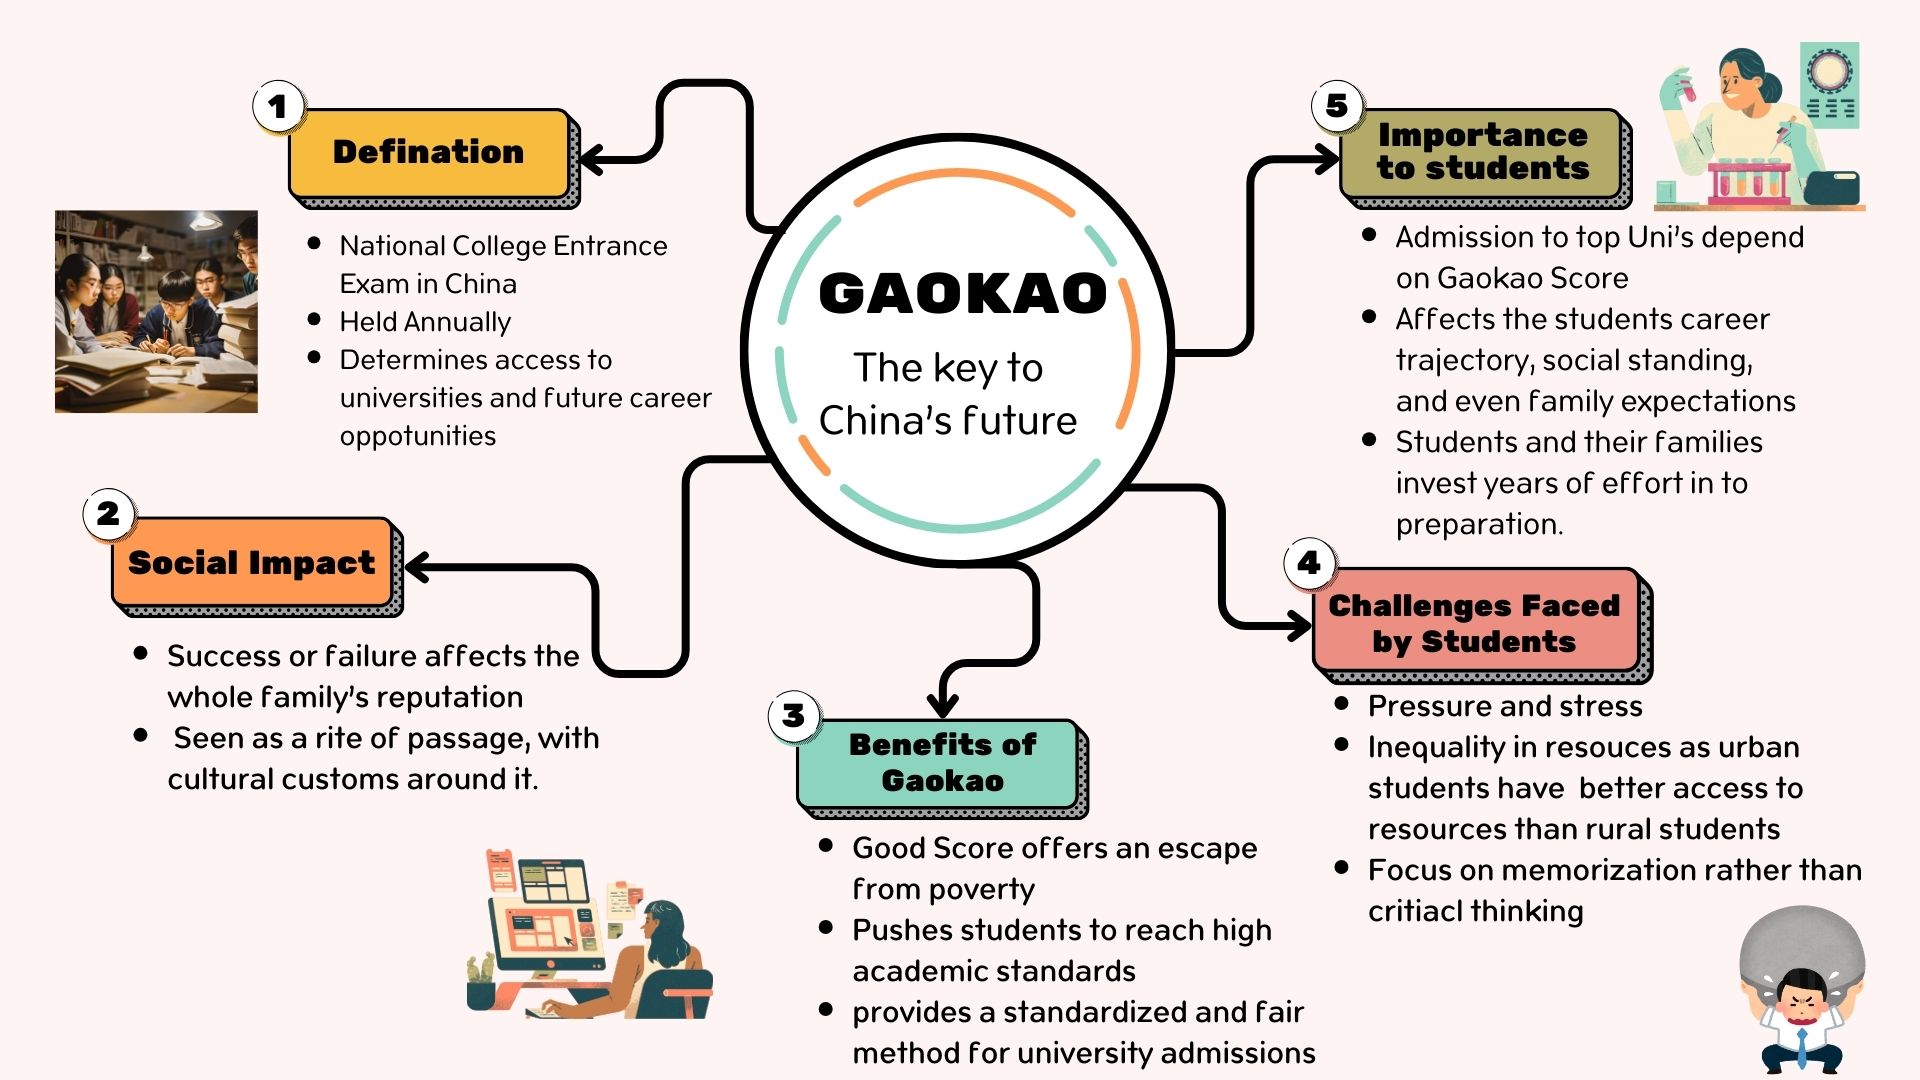 GAOKAO
The key to
China's future
1
Defination
National College Entrance
Exam in China
Held Annually
Determines access to
universities and future career
oppotunities
2
Social Impact
Success or failure affects the
whole family's reputation
Seen as a rite of passage, with
cultural customs around it.
3
Benefits of
Gaokao
Good Score offers an escape
from poverty
Pushes students to reach high
academic standards
provides a standardized and fair
method for university admissions
4
Challenges Faced
by Students
Pressure and stress
Inequality in resouces as urban
students have  better access to
resources than rural students
Focus on memorization rather than
critiacl thinking
5
Importance
to students
Admission to top Uni's depend
on Gaokao Score
Affects the students career
trajectory, social standing,
and even family expectations
Students and their families
invest years of effort in to
preparation.